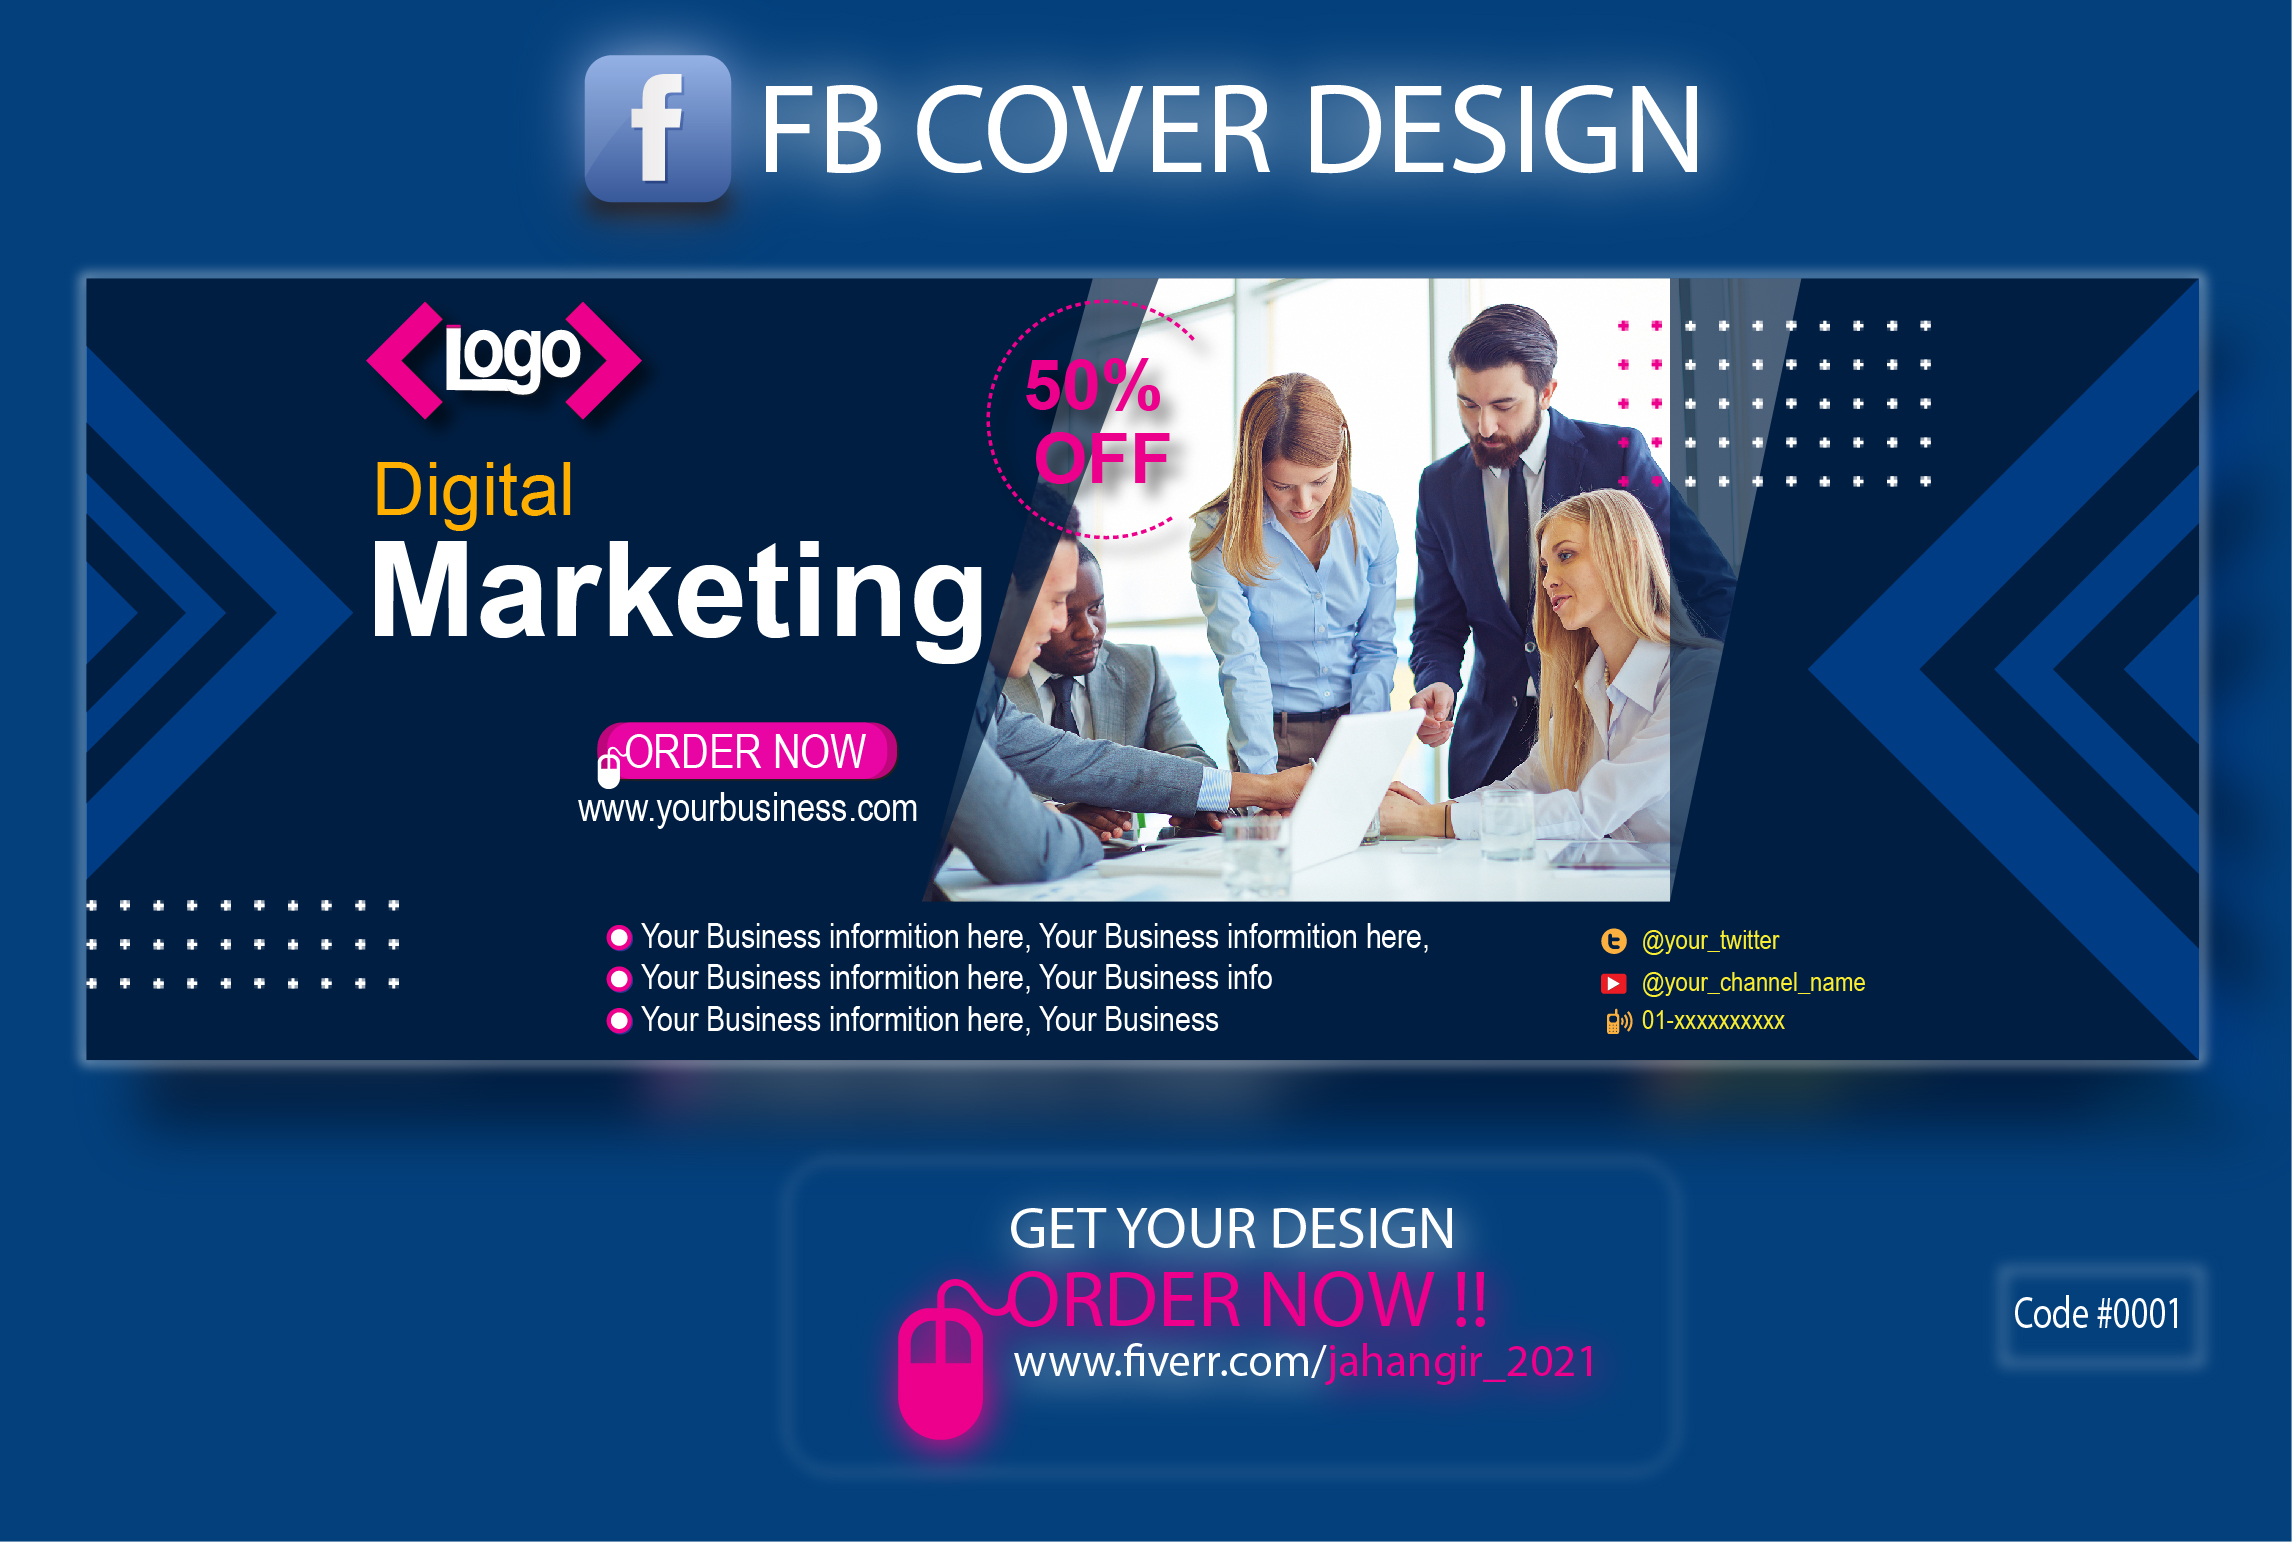 f FB COVER DESIGN
Logo
50%
OFF
Digital
Marketing
ORDER NOW
www.yourbusiness.com
Your Business informition here, Your Business informition here,
Your Business informition here, Your Business info
Your Business informition here, Your Business
@your_twitter
@your_channel_name
01-xxxxxxxxxx
GET YOUR DESIGN
ORDER NOW !!
www.fiverr.com/jahangir_2021
Code #0001